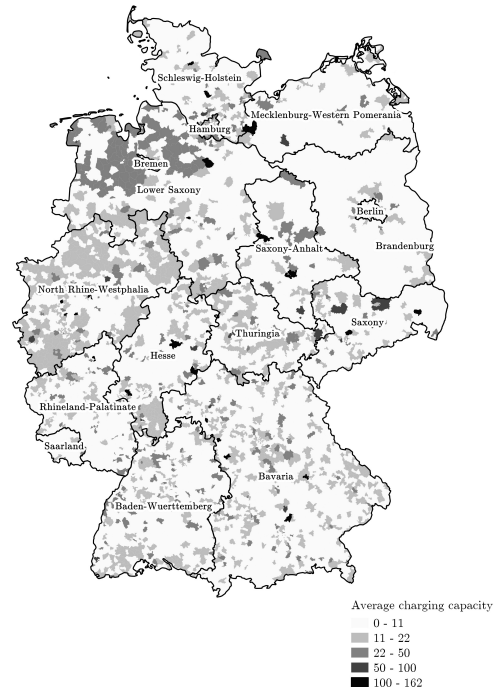 Schleswig-Holstein
Mecklenburg-Western Pomerania
Hamburg
Bremen
Lower Saxony
Berlin
Saxony-Anhalt
Brandenburg
North Rhine-Westphalia
Saxony
Thuringia
Hesse
Rhineland-Palatinate
Saarland
Bavaria
Baden-Wuerttemberg
Average charging capacity
0 - 11
11 - 22
22 - 50
50 - 100
100 - 162